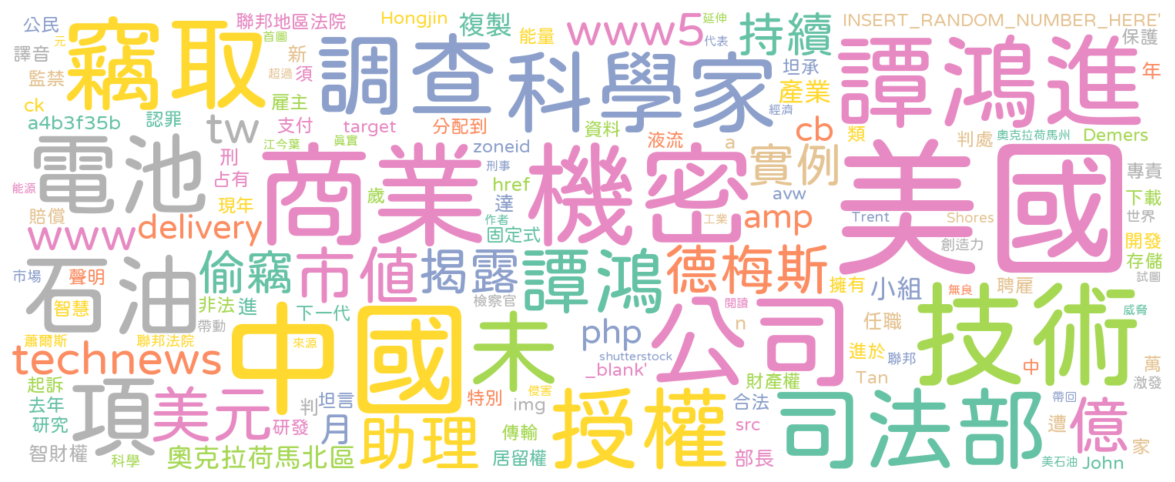 公民
聯邦地區法院
Hongjin
複製
www5
延伸
代表
持續
INSERT_RANDOM_NUMBER_HERE'
竊取
元
首圖
調查
能量
科學家
譚鴻進
保護
譯音
新
坦承
年
監禁
超過
須
產業
ck
雇主
經濟
a4b3f35b
認罪
tw
支付
target
分配到
資料
cb
類
奧克拉荷馬州
Demers
江今葉
真實
zoneid
液流
a
判處
電池
刑
商業
機密
實例
美國
專責
能源
占有
刑事
href
avw
下載
歲
達
賠償
現年
作者
工業
amp
Trent
Shores
世界
www
delivery
固定式
創造力
開發
市場
聲明
偷竊
市值
揭露
譚鴻
德梅斯
擁有
小組
聘雇
存儲
試圖
石油
智慧
非法
進
檢察官
無良
帶動
下一代
閱讀
技術
威脅
蕭爾斯
聯邦法院
中國
來源
未
php
公司
n
任職
technews
shutterstock
進於
聯邦
_blank'
中
萬
起訴
項
美元
財產權
Tan
激發
去年
判
坦言
特別
侵害
授權
合法
司法部
帶回
億
研究
研發
月
助理
img
傳輸
src
遭
家
智財權
科學
奧克拉荷馬北區
居留權
部長
美石油
John